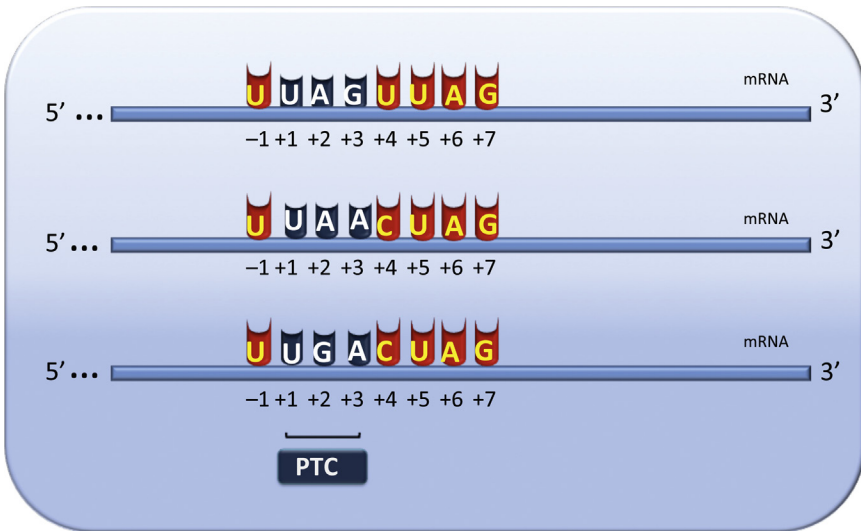 U U A G U U A G mRNA
5’ ... 3’
–1 +1 +2 +3 +4 +5 +6 +7
U U A A C U A G mRNA
5’ ... 3’
–1 +1 +2 +3 +4 +5 +6 +7
U U G A C U A G mRNA
5’ ... 3’
–1 +1 +2 +3 +4 +5 +6 +7
PTC